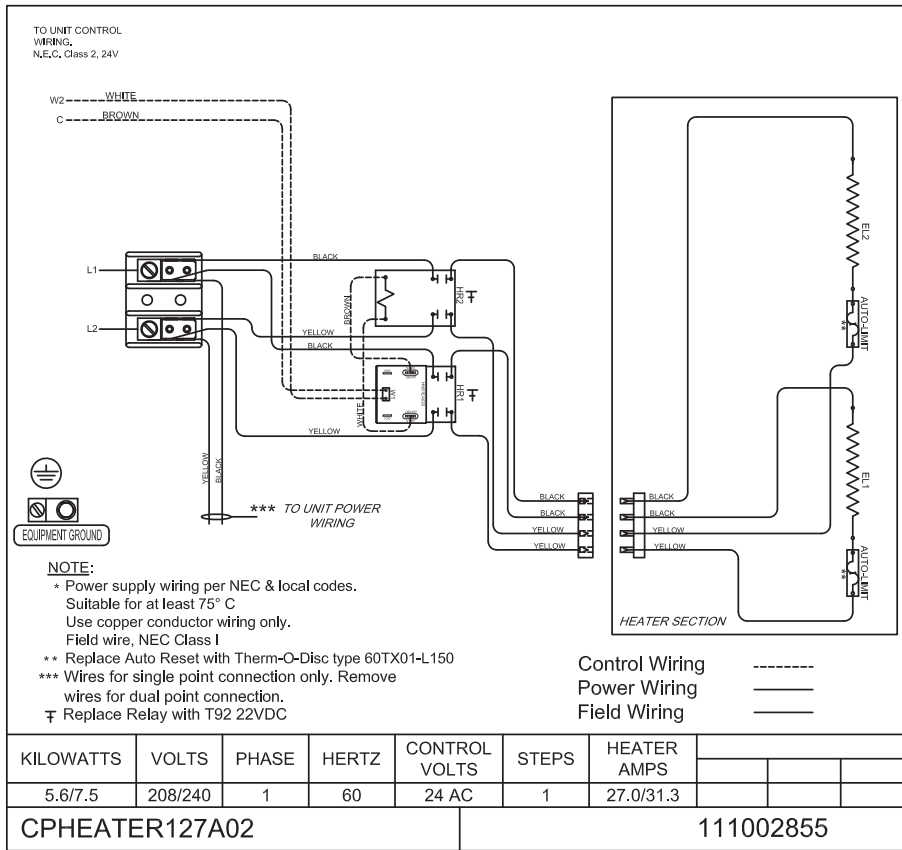 TO UNIT CONTROL
WIRING.
N.E.C. Class 2, 24V
W2
WHITE
C
BROWN
L1
L2
BLACK
BROWN
HR2
YELLOW
BLACK
WHITE
HR1
YELLOW
YELLOW
BLACK
*** TO UNIT POWER
WIRING
EQUIPMENT GROUND
BLACK
BLACK
YELLOW
YELLOW
BLACK
BLACK
YELLOW
YELLOW
EL2
AUTO-LIMIT
**
EL1
AUTO-LIMIT
**
HEATER SECTION
NOTE:
* Power supply wiring per NEC & local codes.
Suitable for at least 75° C
Use copper conductor wiring only.
Field wire, NEC Class I
** Replace Auto Reset with Therm-O-Disc type 60TX01-L150
*** Wires for single point connection only. Remove
wires for dual point connection.
Replace Relay with T92 22VDC
Control Wiring
Power Wiring
Field Wiring
KILOWATTS VOLTS PHASE HERTZ CONTROL VOLTS STEPS HEATER AMPS
5.6/7.5 208/240 1 60 24 AC 1 27.0/31.3
CPHEATER127A02 111002855